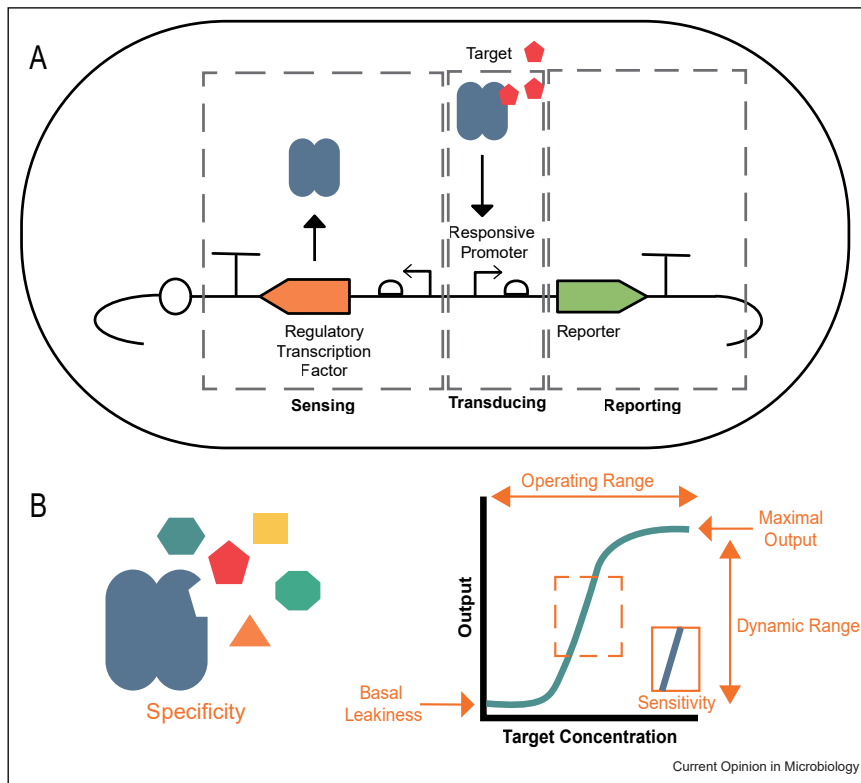 A
Target
Responsive
Promoter
Regulatory
Transcription
Factor
Reporter
Sensing
Transducing
Reporting
B
Specificity
Operating Range
Maximal
Output
Output
Dynamic Range
Sensitivity
Basal
Leakiness
Target Concentration
Current Opinion in Microbiology